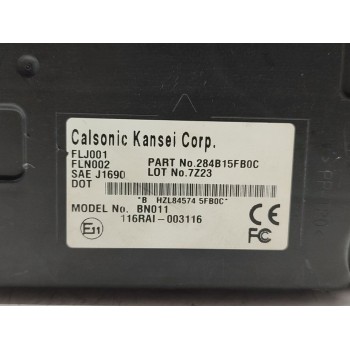 Calsonic Kansei Corp.
FLJ001
FLN002 PART No.284B15FB0C
SAE J1690 LOT No.7Z23
DOT
"B HZL84574 5FB0C"
MODEL No. BN011
116RAI-003116
E11 CE
FC